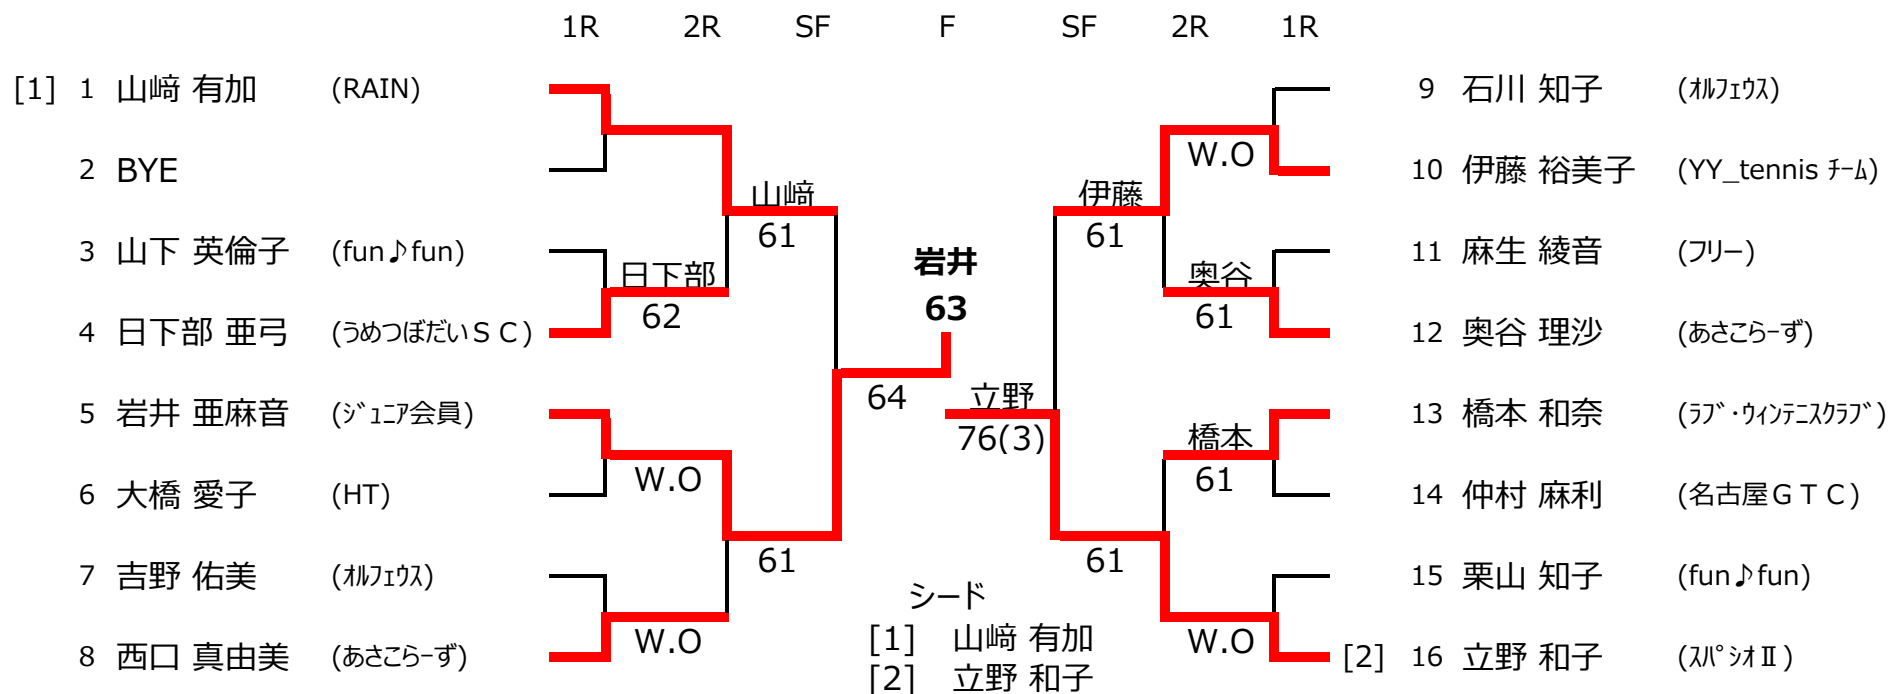 1R 2R SF F SF 2R 1R
[1] 1 山﨑 有加 (RAIN)
9 石川 知子 (ｵﾙﾌｪｳｽ)
2 BYE
W.O
10 伊藤 裕美子 (YY_tennis ﾁｰﾑ)
山﨑
伊藤
61
61
3 山下 英倫子 (fun♪fun)
11 麻生 綾音 (フリー)
日下部
岩井
奥谷
62
63
61
4 日下部 亜弓 (うめつぼだいＳＣ)
12 奥谷 理沙 (あさこらーず)
64
立野
5 岩井 亜麻音 (ｼﾞｭﾆｱ会員)
13 橋本 和奈 (ﾗﾌﾞ・ｳｨﾝﾃﾆｽｸﾗﾌﾞ)
76(3)
橋本
W.O
61
6 大橋 愛子 (HT)
14 仲村 麻利 (名古屋ＧＴＣ)
61
61
7 吉野 佑美 (ｵﾙﾌｪｳｽ)
15 栗山 知子 (fun♪fun)
シード
W.O
[1] 山﨑 有加
W.O
8 西口 真由美 (あさこらーず)
[2] 16 立野 和子 (ｽﾊﾟｼｵⅡ)
[2] 立野 和子